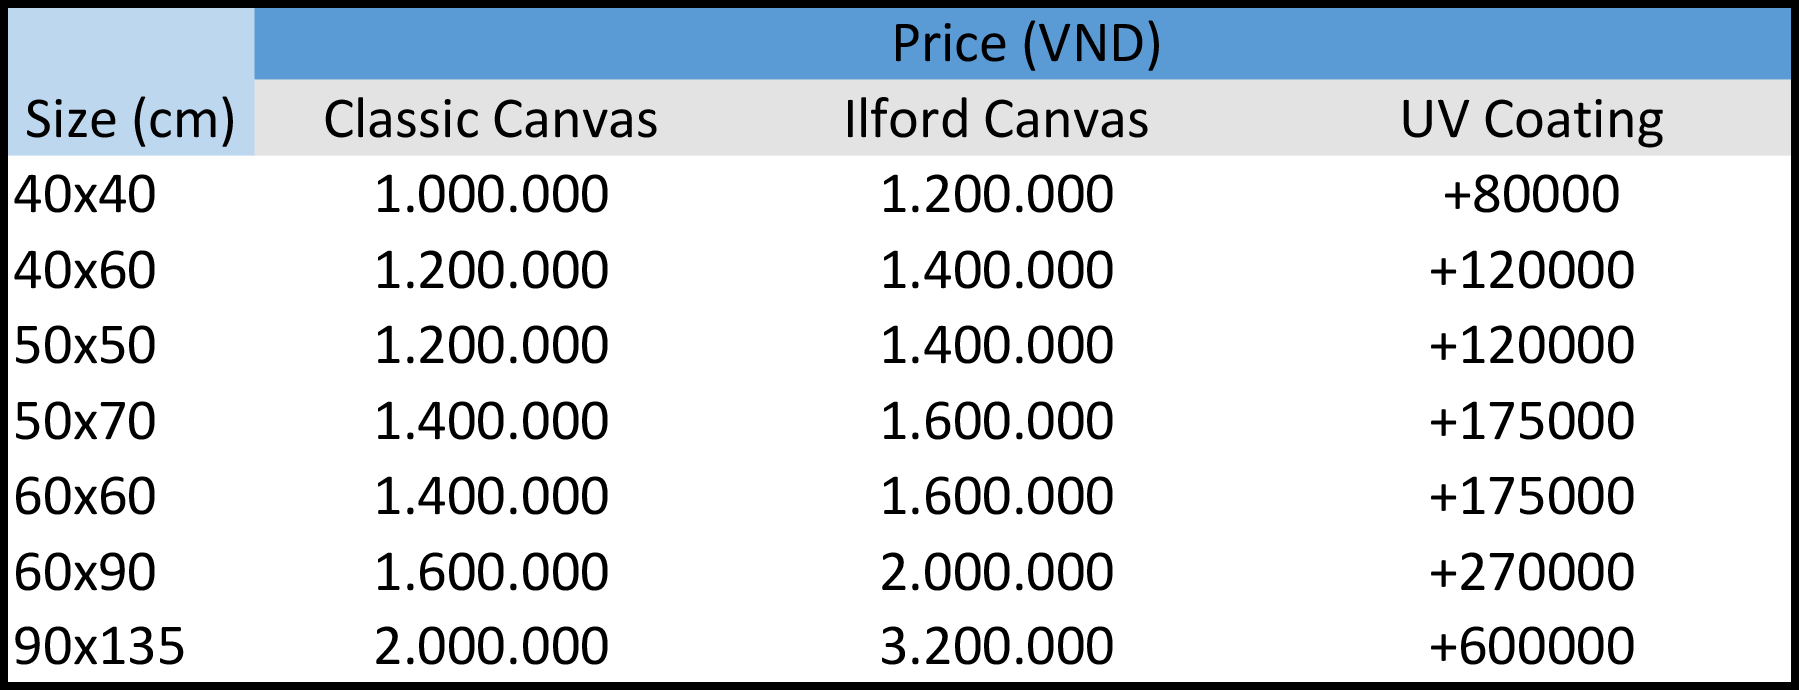 Price (VND)
Size (cm) Classic Canvas Ilford Canvas UV Coating
40x40 1.000.000 1.200.000 +80000
40x60 1.200.000 1.400.000 +120000
50x50 1.200.000 1.400.000 +120000
50x70 1.400.000 1.600.000 +175000
60x60 1.400.000 1.600.000 +175000
60x90 1.600.000 2.000.000 +270000
90x135 2.000.000 3.200.000 +600000